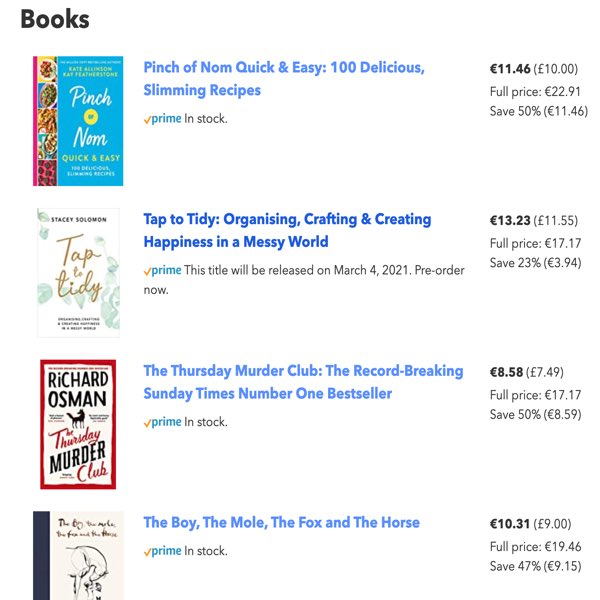 Books
THE MILLION COPY BESTSELLING AUTHORS
KATE ALLINSON
KAY FEATHERSTONE
Pinch
OF
Nom
QUICK & EASY
100 DELICIOUS,
SLIMMING RECIPES
Pinch of Nom Quick & Easy: 100 Delicious,
Slimming Recipes
prime In stock.
€11.46 (£10.00)
Full price: €22.91
Save 50% (€11.46)
STACEY SOLOMON
Tap
to
tidy
ORGANISING, CRAFTING
& CREATING HAPPINESS
IN A MESSY WORLD
Tap to Tidy: Organising, Crafting & Creating
Happiness in a Messy World
prime This title will be released on March 4, 2021. Pre-order
now.
€13.23 (£11.55)
Full price: €17.17
Save 23% (€3.94)
RICHARD
OSMAN
The
Thursday
MURDER
Club
The Thursday Murder Club: The Record-Breaking
Sunday Times Number One Bestseller
prime In stock.
€8.58 (£7.49)
Full price: €17.17
Save 50% (€8.59)
The Boy, the mole,
the fox and the Horse
The Boy, The Mole, The Fox and The Horse
prime In stock.
€10.31 (£9.00)
Full price: €19.46
Save 47% (€9.15)